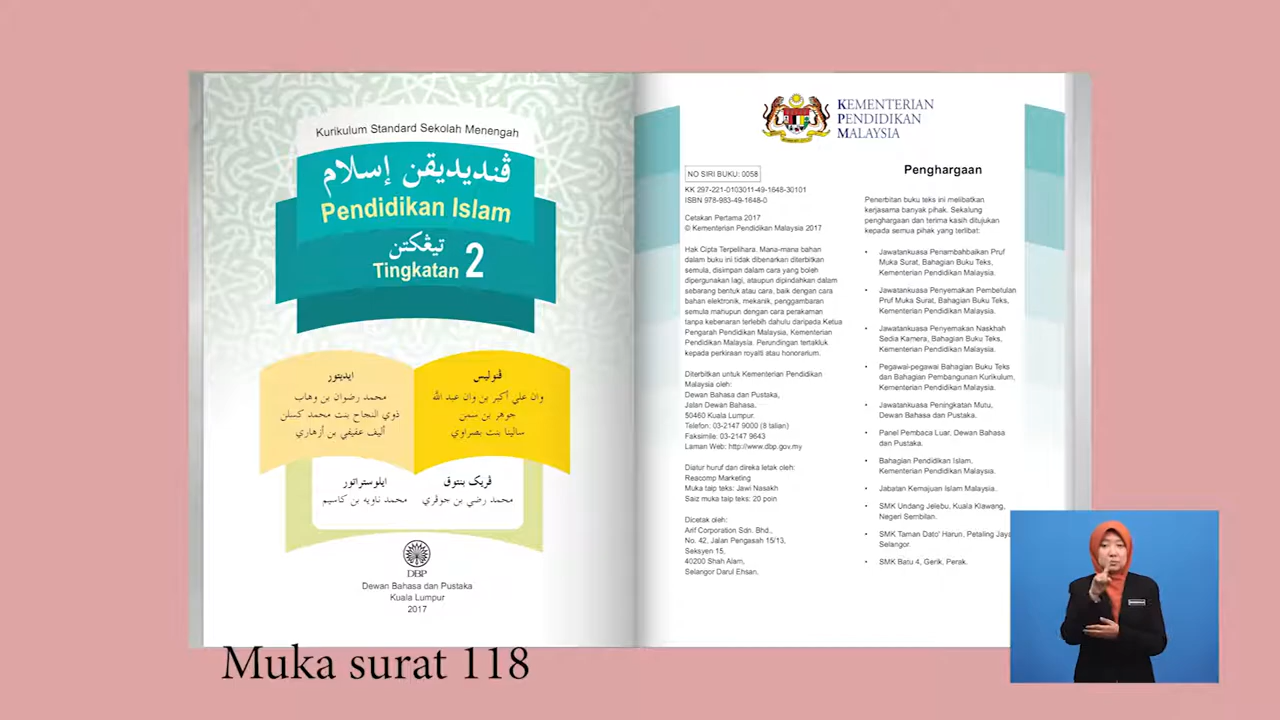 Kurikulum Standard Sekolah Menengah
ڤنديديقن إسلام
Pendidikan Islam
تيڠكتن 2
Tingkatan
ايديتور
محمد رضوان بن وهاب
ذوي النجاح بنت محمد كسان
أليف عفيفي بن أزهاري
ڤنوليس
وان علي أكبر بن وان عبد الله
جوهر بن سمن
سالينا بنت بصراوي
ايلوستراتور
محمد ناويه بن كاسيم
ڤريك بنتوق
محمد رضي بن جوڤري
DBP
Dewan Bahasa dan Pustaka
Kuala Lumpur
2017
KEMENTERIAN
PENDIDIKAN
MALAYSIA
NO SIRI BUKU: 0058
KK 297-221-0103011-49-1648-30101
ISBN 978-983-49-1648-0
Cetakan Pertama 2017
© Kementerian Pendidikan Malaysia 2017
Hak Cipta Terpelihara. Mana-mana bahan
dalam buku ini tidak dibenarkan diterbitkan
semula, disimpan dalam cara yang boleh
dipergunakan lagi, ataupun dipindahkan dalam
sebarang bentuk atau cara, baik dengan cara
bahan elektronik, mekanik, penggambaran
semula mahupun dengan cara perakaman
tanpa kebenaran terlebih dahulu daripada Ketua
Pengarah Pendidikan Malaysia, Kementerian
Pendidikan Malaysia. Perundingan tertakluk
kepada perkiraan royalti atau honorarium.
Diterbitkan untuk Kementerian Pendidikan
Malaysia oleh:
Dewan Bahasa dan Pustaka,
Jalan Dewan Bahasa,
50460 Kuala Lumpur.
Telefon: 03-2147 9000 (8 talian)
Faksimile: 03-2147 9643
Laman Web: http://www.dbp.gov.my
Diatur huruf dan direka letak oleh:
Reacomp Marketing
Muka taip teks: Jawi Nasakh
Saiz muka taip teks: 20 poin
Dicetak oleh:
Arif Corporation Sdn. Bhd.,
No. 42, Jalan Pengasah 15/13,
Seksyen 15,
40200 Shah Alam,
Selangor Darul Ehsan.
Penghargaan
Penerbitan buku teks ini melibatkan
kerjasama banyak pihak. Sekalung
penghargaan dan terima kasih ditujukan
kepada semua pihak yang terlibat:
• Jawatankuasa Penambahbaikan Pruf
Muka Surat, Bahagian Buku Teks,
Kementerian Pendidikan Malaysia.
• Jawatankuasa Penyemakan Pembetulan
Pruf Muka Surat, Bahagian Buku Teks,
Kementerian Pendidikan Malaysia.
• Jawatankuasa Penyemakan Naskhah
Sedia Kamera, Bahagian Buku Teks,
Kementerian Pendidikan Malaysia.
• Pegawai-pegawai Bahagian Buku Teks
dan Bahagian Pembangunan Kurikulum,
Kementerian Pendidikan Malaysia.
• Jawatankuasa Peningkatan Mutu,
Dewan Bahasa dan Pustaka.
• Panel Pembaca Luar, Dewan Bahasa
dan Pustaka.
• Bahagian Pendidikan Islam,
Kementerian Pendidikan Malaysia.
• Jabatan Kemajuan Islam Malaysia.
• SMK Undang Jelebu, Kuala Klawang,
Negeri Sembilan.
• SMK Taman Dato' Harun, Petaling Jaya
Selangor.
• SMK Batu 4, Gerik, Perak.
Muka surat 118